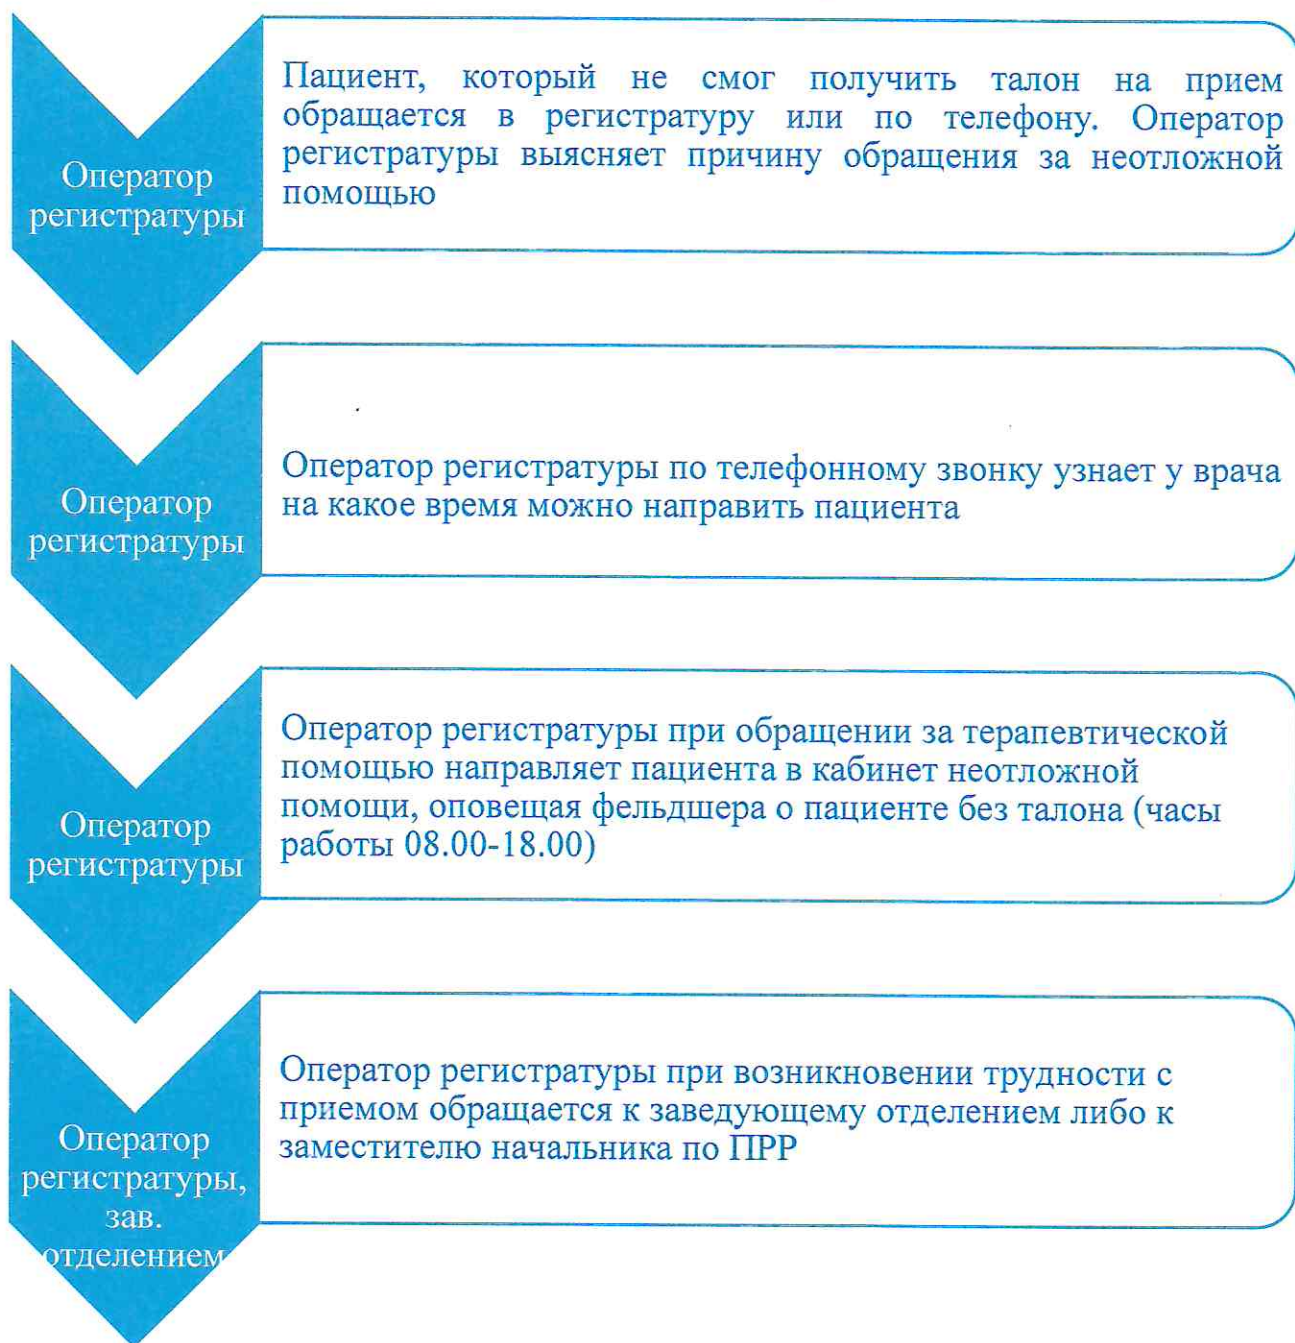 Оператор
регистратуры
Пациент, который не смог получить талон на прием
обращается в регистратуру или по телефону. Оператор
регистратуры выясняет причину обращения за неотложной
помощью
Оператор
регистратуры
Оператор регистратуры по телефонному звонку узнает у врача
на какое время можно направить пациента
Оператор
регистратуры
Оператор регистратуры при обращении за терапевтической
помощью направляет пациента в кабинет неотложной
помощи, оповещая фельдшера о пациенте без талона (часы
работы 08.00-18.00)
Оператор
регистратуры,
зав.
отделением
Оператор регистратуры при возникновении трудности с
приемом обращается к заведующему отделением либо к
заместителю начальника по ПРР